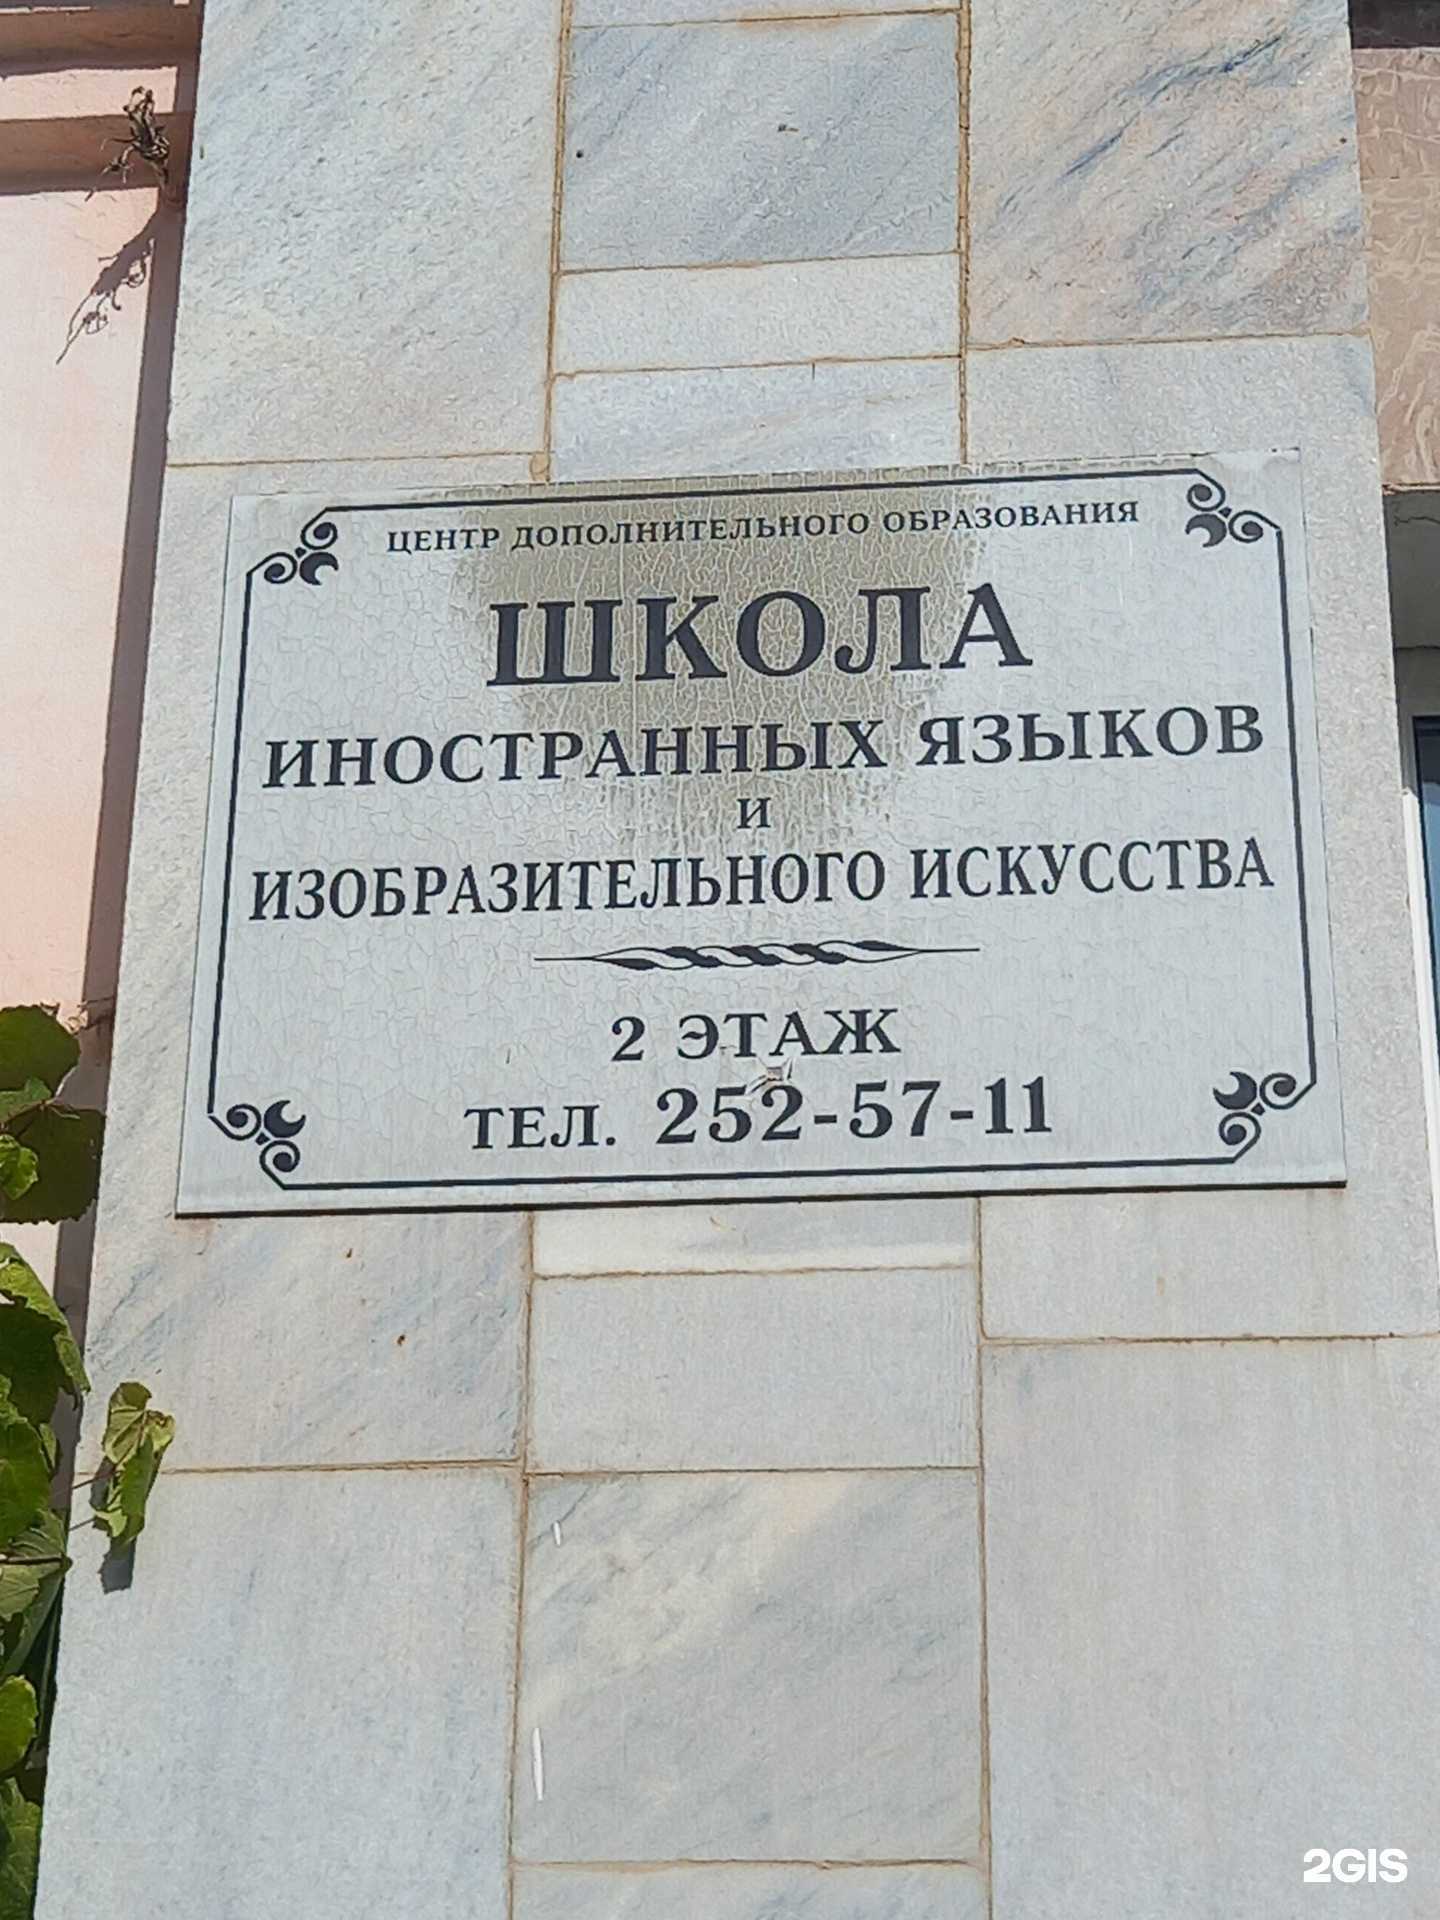 ЦЕНТР ДОПОЛНИТЕЛЬНОГО ОБРАЗОВАНИЯ
ШКОЛА
ИНОСТРАННЫХ ЯЗЫКОВ
И
ИЗОБРАЗИТЕЛЬНОГО ИСКУССТВА
2 ЭТАЖ
ТЕЛ. 252-57-11
2GIS